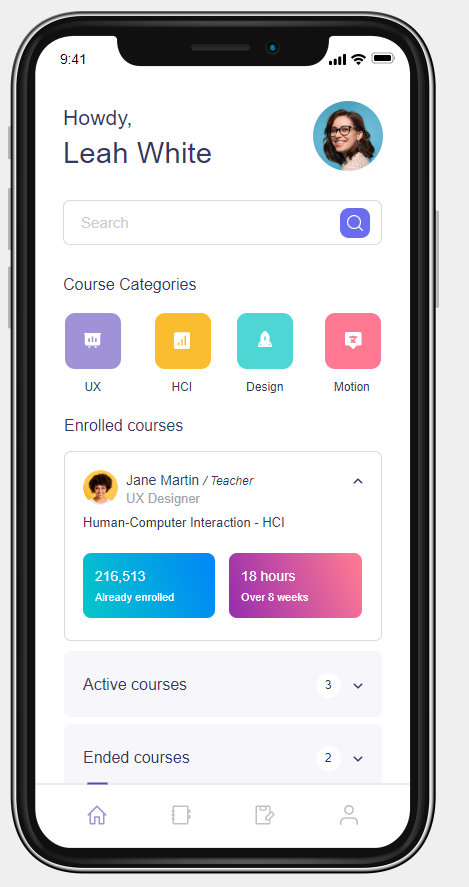 9:41
Howdy,
Leah White
Search
Course Categories
UX HCI Design Motion
Enrolled courses
Jane Martin / Teacher
UX Designer
Human-Computer Interaction - HCI
216,513 18 hours
Already enrolled Over 8 weeks
Active courses 3
Ended courses 2